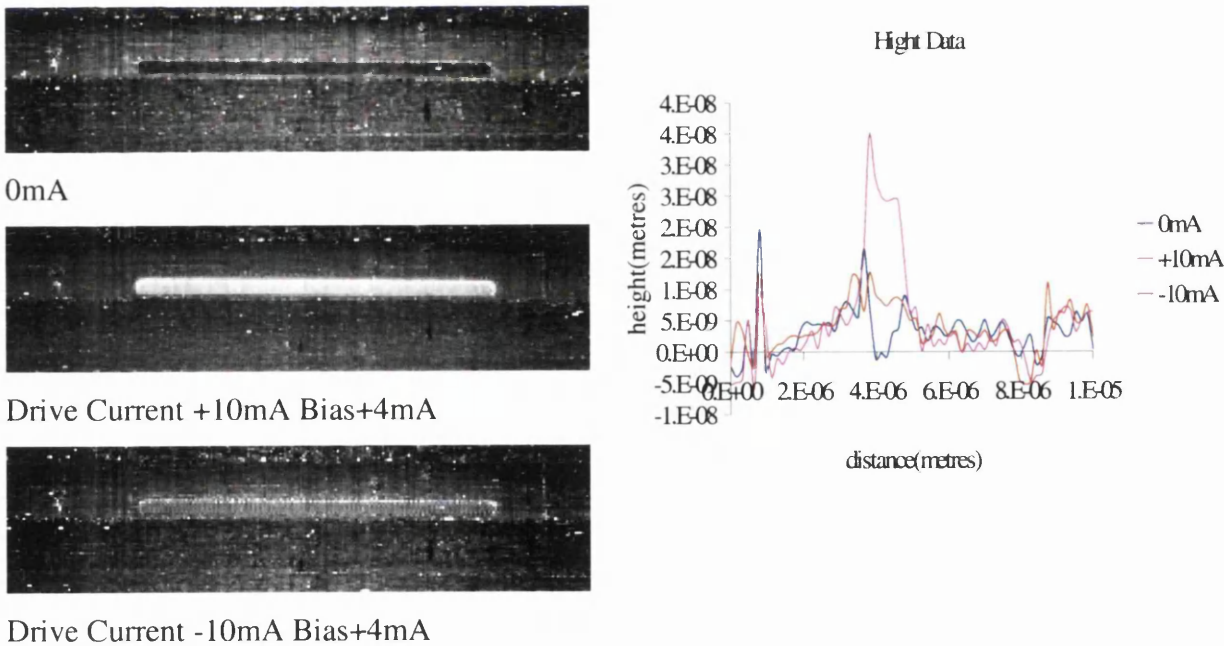 0mA
Drive Current +10mA Bias+4mA
Drive Current -10mA Bias+4mA
Hight Data
4.E-08
4.E-08
3.E-08
3.E-08
2.E-08
2.E-08
1.E-08
5.E-09
0.E+00
-5.E-09
-1.E-08
height(metres)
0.E+00 2.E-06 4.E-06 6.E-06 8.E-06 1.E-05
distance(metres)
0mA
+10mA
-10mA